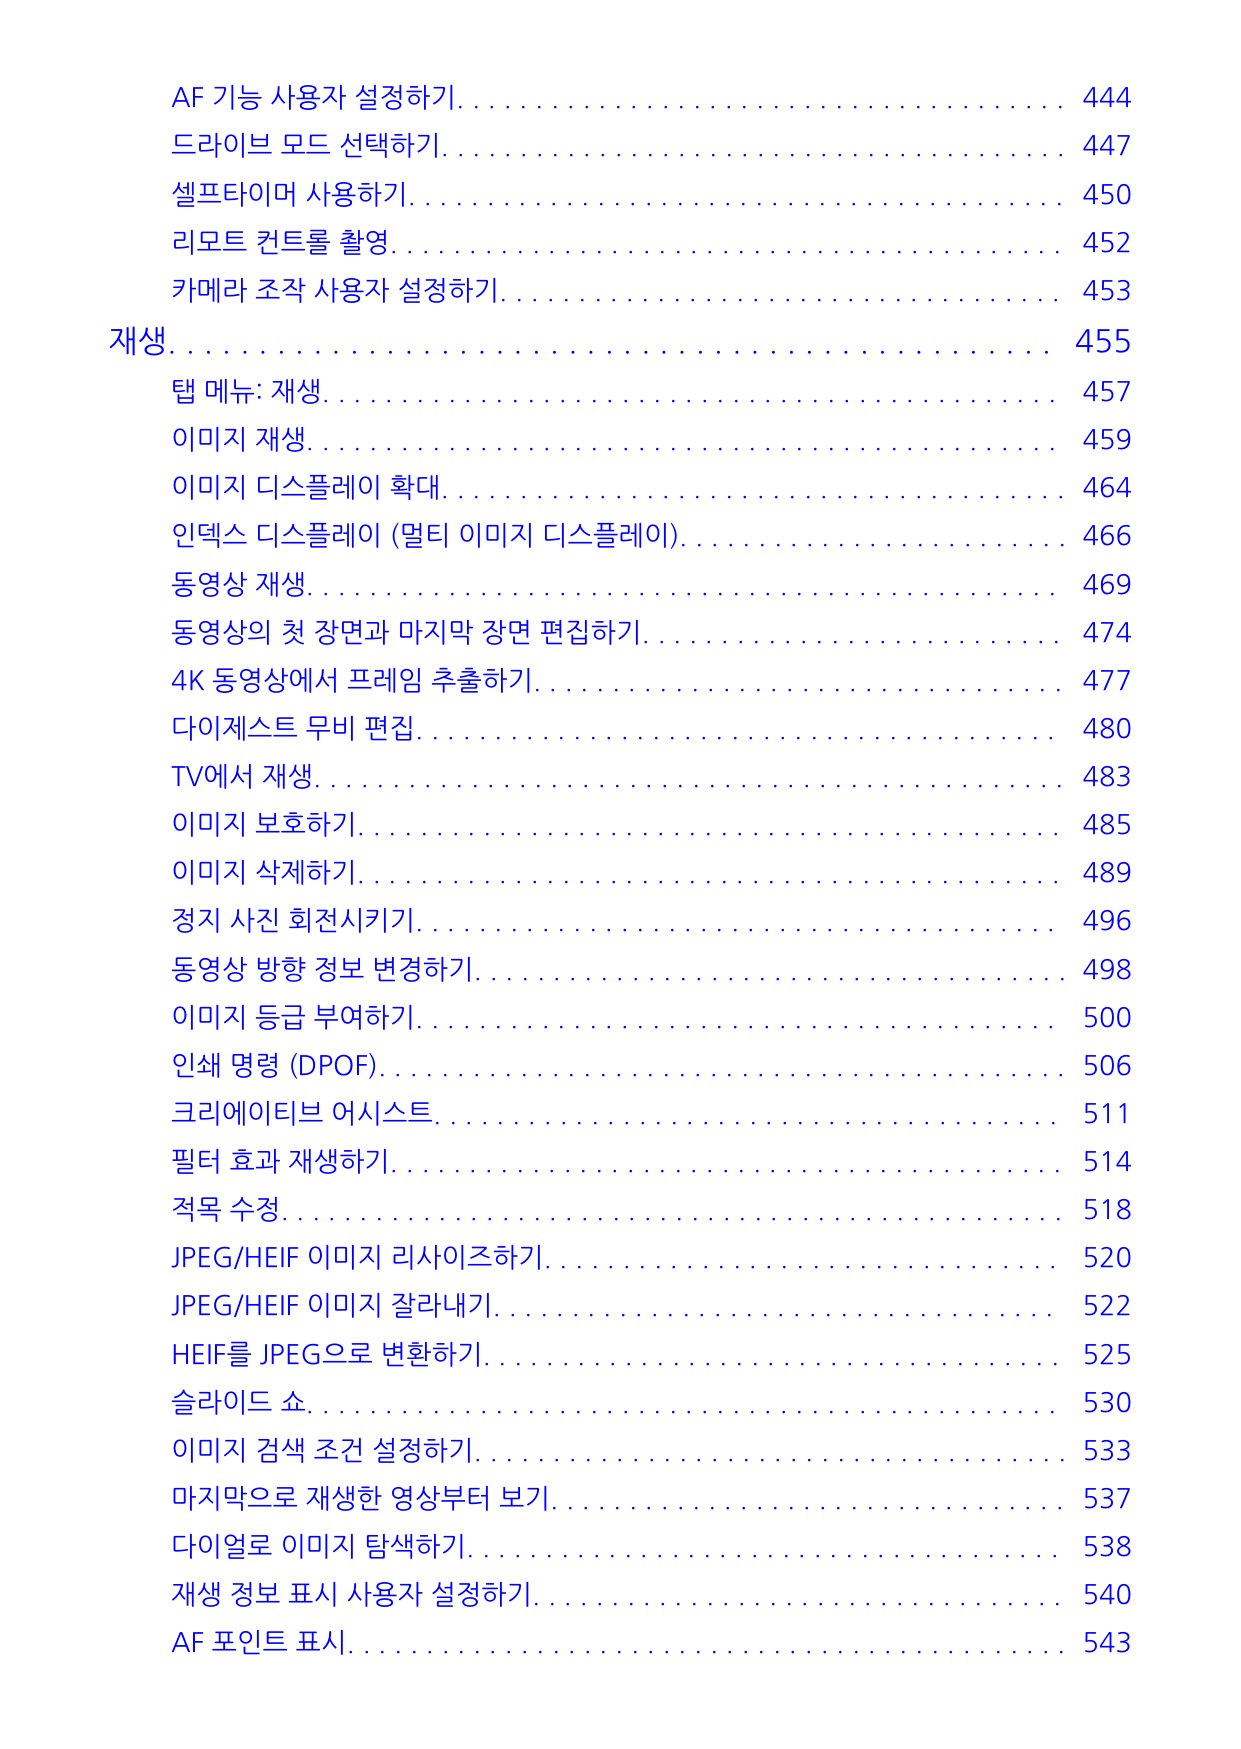 AF 기능 사용자 설정하기. . . . . . . . . . . . . . . . . . . . . . . . . . . . . . . . . . . . . . . 444
드라이브 모드 선택하기. . . . . . . . . . . . . . . . . . . . . . . . . . . . . . . . . . . . . . . . 447
셀프타이머 사용하기. . . . . . . . . . . . . . . . . . . . . . . . . . . . . . . . . . . . . . . . . . 450
리모트 컨트롤 촬영. . . . . . . . . . . . . . . . . . . . . . . . . . . . . . . . . . . . . . . . . . . 452
카메라 조작 사용자 설정하기. . . . . . . . . . . . . . . . . . . . . . . . . . . . . . . . . . . . 453
재생. . . . . . . . . . . . . . . . . . . . . . . . . . . . . . . . . . . . . . . . . . . . . . . . . . 455
탭 메뉴: 재생. . . . . . . . . . . . . . . . . . . . . . . . . . . . . . . . . . . . . . . . . . . . . . . 457
이미지 재생. . . . . . . . . . . . . . . . . . . . . . . . . . . . . . . . . . . . . . . . . . . . . . . . 459
이미지 디스플레이 확대. . . . . . . . . . . . . . . . . . . . . . . . . . . . . . . . . . . . . . . . 464
인덱스 디스플레이 (멀티 이미지 디스플레이). . . . . . . . . . . . . . . . . . . . . . . . . 466
동영상 재생. . . . . . . . . . . . . . . . . . . . . . . . . . . . . . . . . . . . . . . . . . . . . . . . 469
동영상의 첫 장면과 마지막 장면 편집하기. . . . . . . . . . . . . . . . . . . . . . . . . . . 474
4K 동영상에서 프레임 추출하기. . . . . . . . . . . . . . . . . . . . . . . . . . . . . . . . . . 477
다이제스트 무비 편집. . . . . . . . . . . . . . . . . . . . . . . . . . . . . . . . . . . . . . . . . 480
TV에서 재생. . . . . . . . . . . . . . . . . . . . . . . . . . . . . . . . . . . . . . . . . . . . . . . . 483
이미지 보호하기. . . . . . . . . . . . . . . . . . . . . . . . . . . . . . . . . . . . . . . . . . . . . 485
이미지 삭제하기. . . . . . . . . . . . . . . . . . . . . . . . . . . . . . . . . . . . . . . . . . . . . 489
정지 사진 회전시키기. . . . . . . . . . . . . . . . . . . . . . . . . . . . . . . . . . . . . . . . . 496
동영상 방향 정보 변경하기. . . . . . . . . . . . . . . . . . . . . . . . . . . . . . . . . . . . . . 498
이미지 등급 부여하기. . . . . . . . . . . . . . . . . . . . . . . . . . . . . . . . . . . . . . . . . 500
인쇄 명령 (DPOF). . . . . . . . . . . . . . . . . . . . . . . . . . . . . . . . . . . . . . . . . . . . 506
크리에이티브 어시스트. . . . . . . . . . . . . . . . . . . . . . . . . . . . . . . . . . . . . . . . 511
필터 효과 재생하기. . . . . . . . . . . . . . . . . . . . . . . . . . . . . . . . . . . . . . . . . . . 514
적목 수정. . . . . . . . . . . . . . . . . . . . . . . . . . . . . . . . . . . . . . . . . . . . . . . . . . 518
JPEG/HEIF 이미지 리사이즈하기. . . . . . . . . . . . . . . . . . . . . . . . . . . . . . . . . 520
JPEG/HEIF 이미지 잘라내기. . . . . . . . . . . . . . . . . . . . . . . . . . . . . . . . . . . . 522
HEIF를 JPEG으로 변환하기. . . . . . . . . . . . . . . . . . . . . . . . . . . . . . . . . . . . . 525
슬라이드 쇼. . . . . . . . . . . . . . . . . . . . . . . . . . . . . . . . . . . . . . . . . . . . . . . . 530
이미지 검색 조건 설정하기. . . . . . . . . . . . . . . . . . . . . . . . . . . . . . . . . . . . . . 533
마지막으로 재생한 영상부터 보기. . . . . . . . . . . . . . . . . . . . . . . . . . . . . . . . . 537
다이얼로 이미지 탐색하기. . . . . . . . . . . . . . . . . . . . . . . . . . . . . . . . . . . . . . 538
재생 정보 표시 사용자 설정하기. . . . . . . . . . . . . . . . . . . . . . . . . . . . . . . . . . 540
AF 포인트 표시. . . . . . . . . . . . . . . . . . . . . . . . . . . . . . . . . . . . . . . . . . . . . . 543